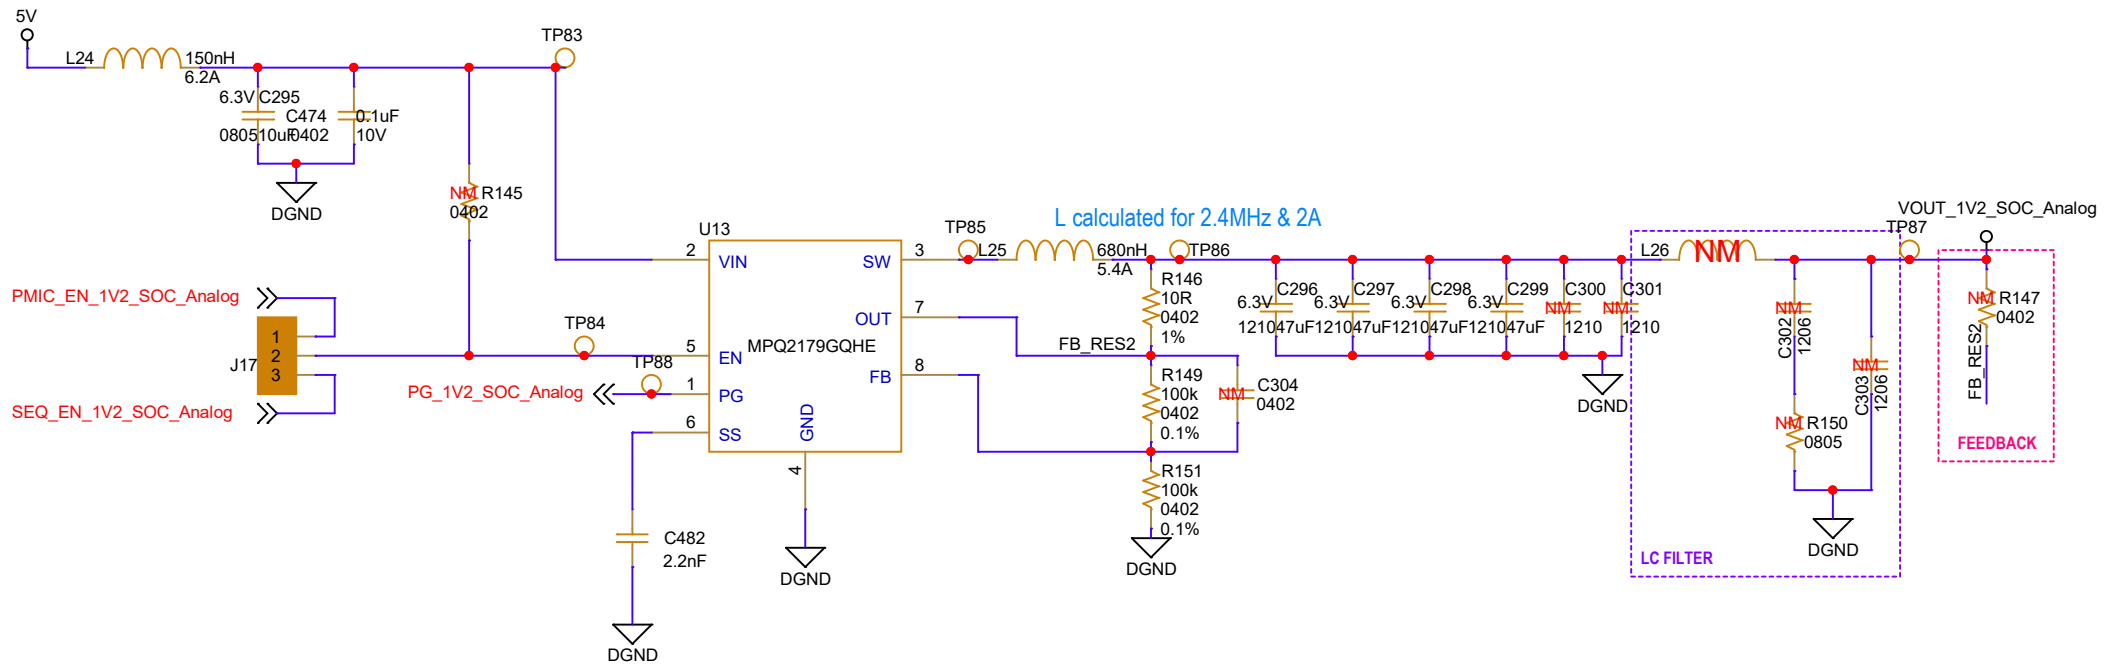 5V
L24
150nH
6.2A
TP83
6.3V
C295
C474
0.1uF
0805
10uF
0402
10V
DGND
NM
R145
0402
PMIC_EN_1V2_SOC_Analog
1
2
3
J17
SEQ_EN_1V2_SOC_Analog
TP84
TP88
PG_1V2_SOC_Analog
U13
2
VIN
SW
3
OUT
7
5
EN
MPQ2179GQHE
FB
8
1
PG
6
SS
GND
4
DGND
C482
2.2nF
DGND
TP85
L25
L calculated for 2.4MHz & 2A
680nH
5.4A
TP86
R146
10R
0402
1%
FB_RES2
R149
100k
0402
0.1%
NM
C304
0402
R151
100k
0402
0.1%
DGND
C296
6.3V
1210
47uF
C297
6.3V
1210
47uF
C298
6.3V
1210
47uF
C299
6.3V
1210
47uF
C300
NM
1210
C301
NM
1210
DGND
L26
NM
NM
C302
1206
NM
C303
1206
NM
R150
0805
DGND
LC FILTER
VOUT_1V2_SOC_Analog
TP87
NM
R147
0402
FB_RES2
FEEDBACK